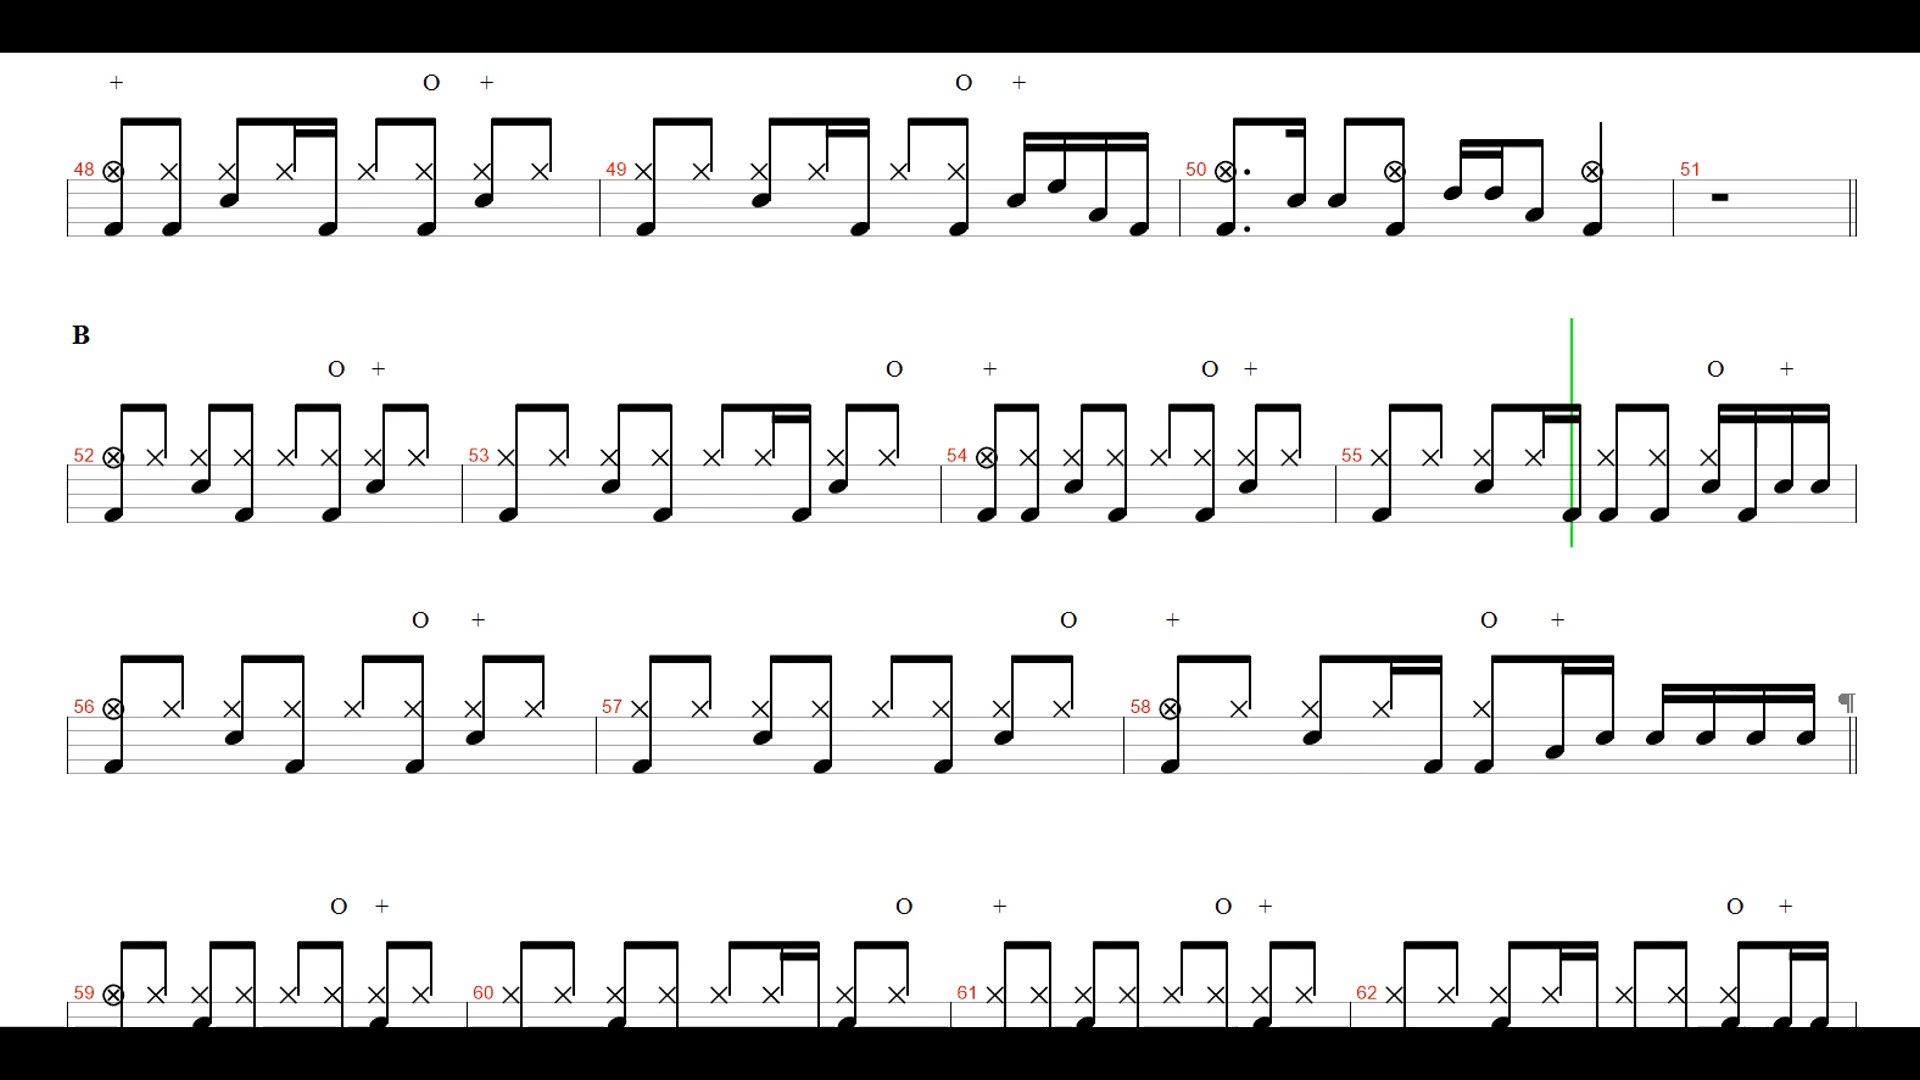 + O + O +
48 49 50 51
B
O + O + O + O +
52 53 54 55
O + O + O +
56 57 58 ¶
O + O + O + O +
59 60 61 62